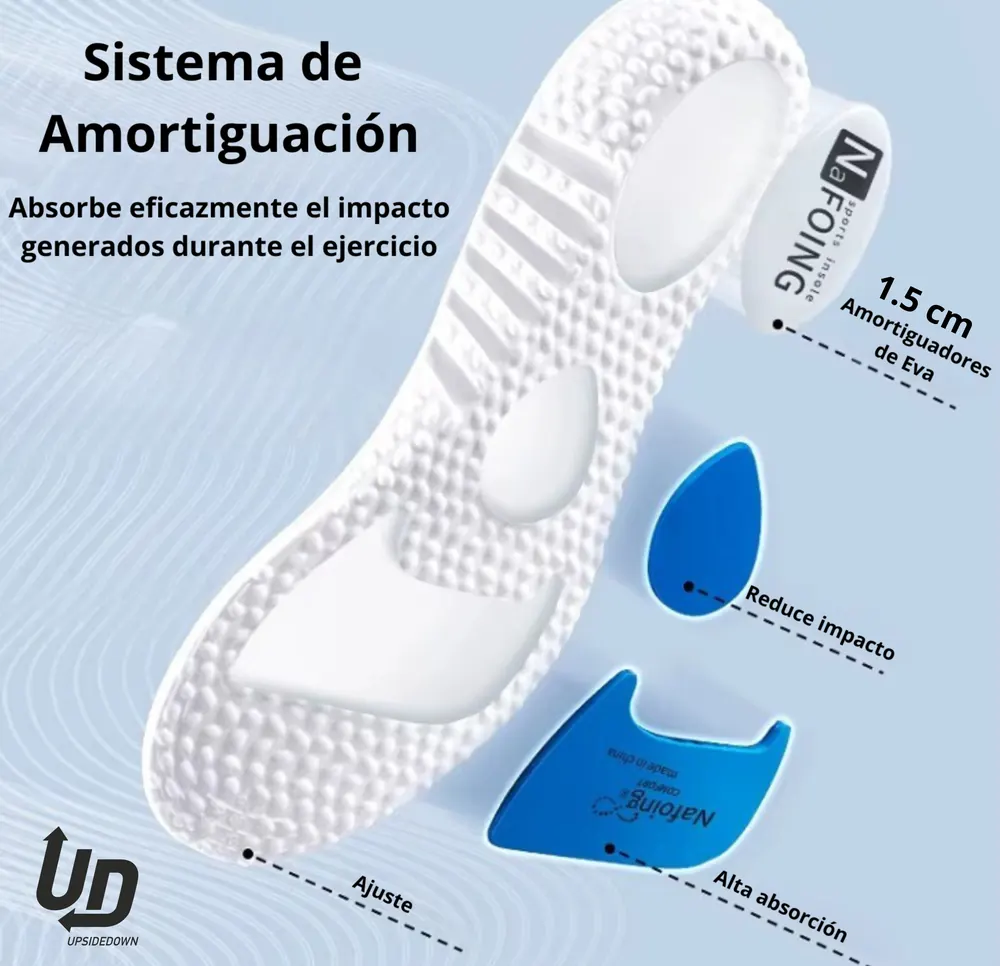 Sistema de
Amortiguación
Absorbe eficazmente el impacto
generados durante el ejercicio
NaFOING
sports insole
1.5 cm
Amortiguadores
de Eva
Reduce impacto
Nafoing®
COMFORT
made in china
Alta absorción
Ajuste
UD
UPSIDEDOWN